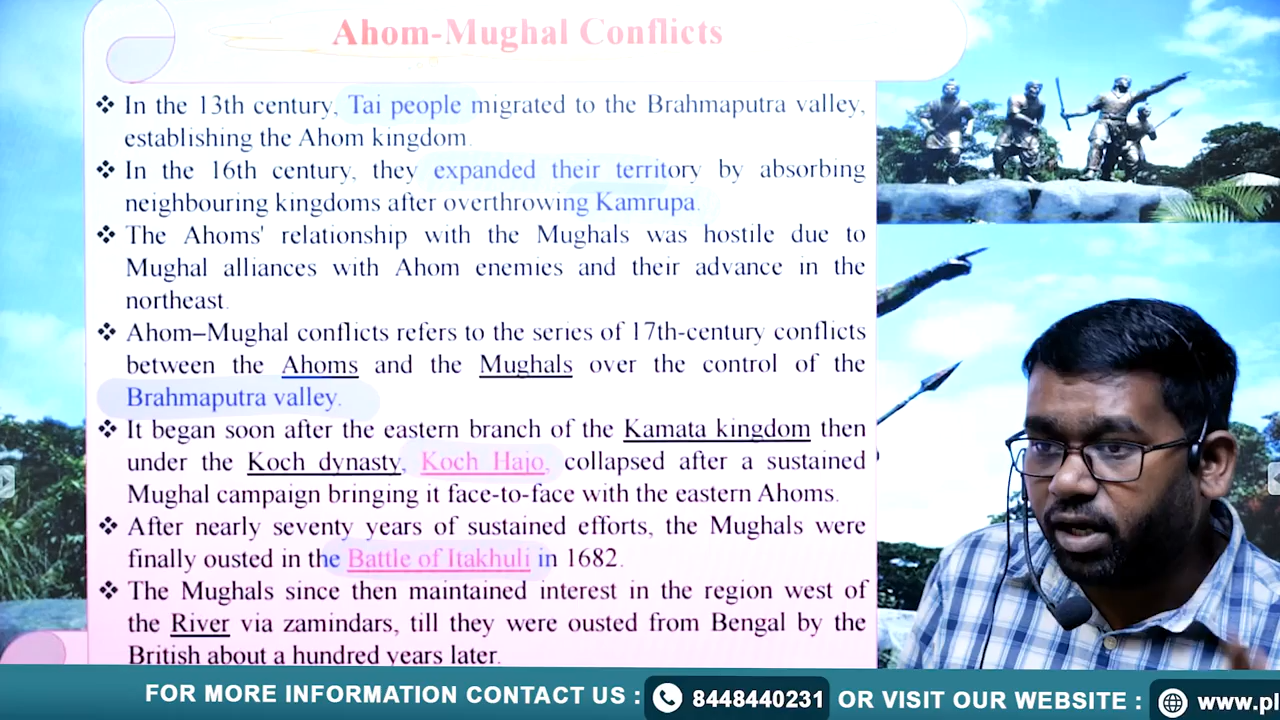 Ahom-Mughal Conflicts
❖ In the 13th century, Tai people migrated to the Brahmaputra valley,
establishing the Ahom kingdom.
❖ In the 16th century, they expanded their territory by absorbing
neighbouring kingdoms after overthrowing Kamrupa.
❖ The Ahoms' relationship with the Mughals was hostile due to
Mughal alliances with Ahom enemies and their advance in the
northeast.
❖ Ahom–Mughal conflicts refers to the series of 17th-century conflicts
between the Ahoms and the Mughals over the control of the
Brahmaputra valley.
❖ It began soon after the eastern branch of the Kamata kingdom then
under the Koch dynasty, Koch Hajo, collapsed after a sustained
Mughal campaign bringing it face-to-face with the eastern Ahoms.
❖ After nearly seventy years of sustained efforts, the Mughals were
finally ousted in the Battle of Itakhuli in 1682.
❖ The Mughals since then maintained interest in the region west of
the River via zamindars, till they were ousted from Bengal by the
British about a hundred years later.
FOR MORE INFORMATION CONTACT US : 8448440231 OR VISIT OUR WEBSITE : www.pl